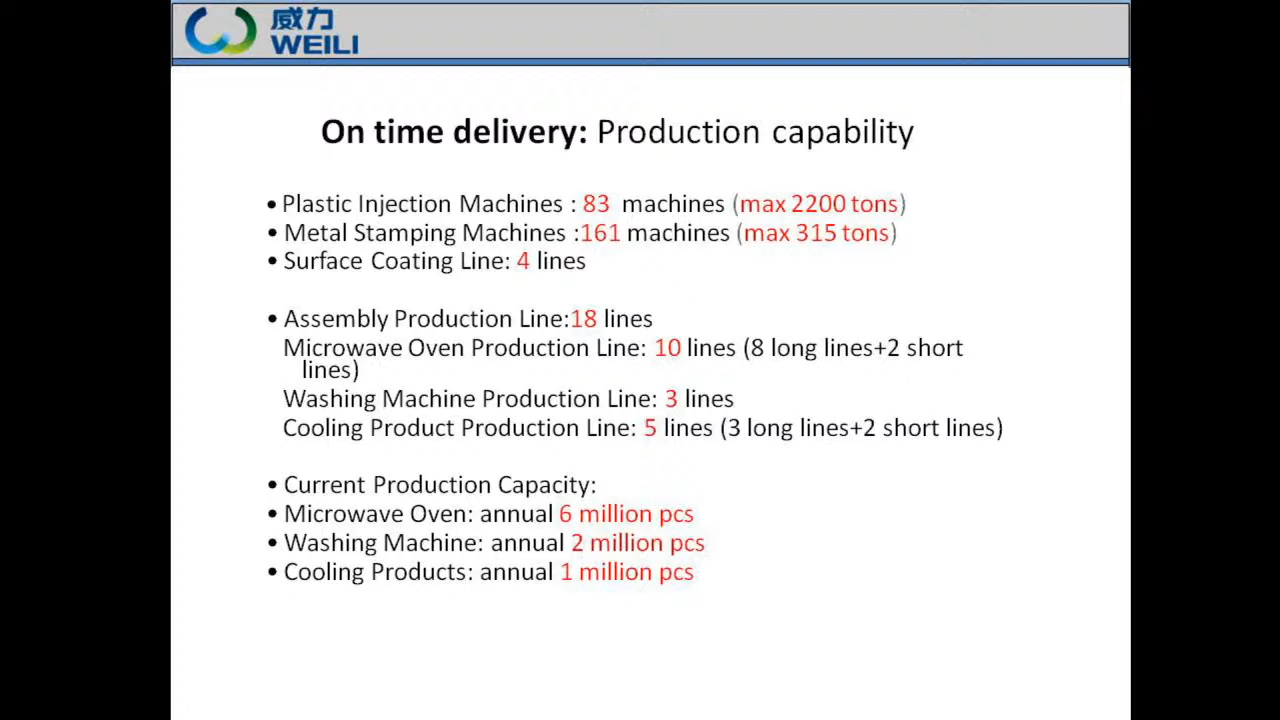 威力
WEILI
On time delivery: Production capability
• Plastic Injection Machines : 83 machines (max 2200 tons)
• Metal Stamping Machines :161 machines (max 315 tons)
• Surface Coating Line: 4 lines
• Assembly Production Line:18 lines
Microwave Oven Production Line: 10 lines (8 long lines+2 short
lines)
Washing Machine Production Line: 3 lines
Cooling Product Production Line: 5 lines (3 long lines+2 short lines)
• Current Production Capacity:
• Microwave Oven: annual 6 million pcs
• Washing Machine: annual 2 million pcs
• Cooling Products: annual 1 million pcs